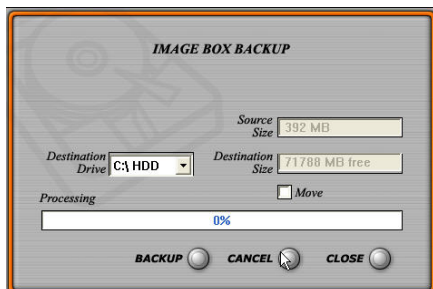 IMAGE BOX BACKUP
Source Size 392 MB
Destination Drive C:\ HDD
Destination Size 71788 MB free
Move
Processing
0%
BACKUP CANCEL CLOSE